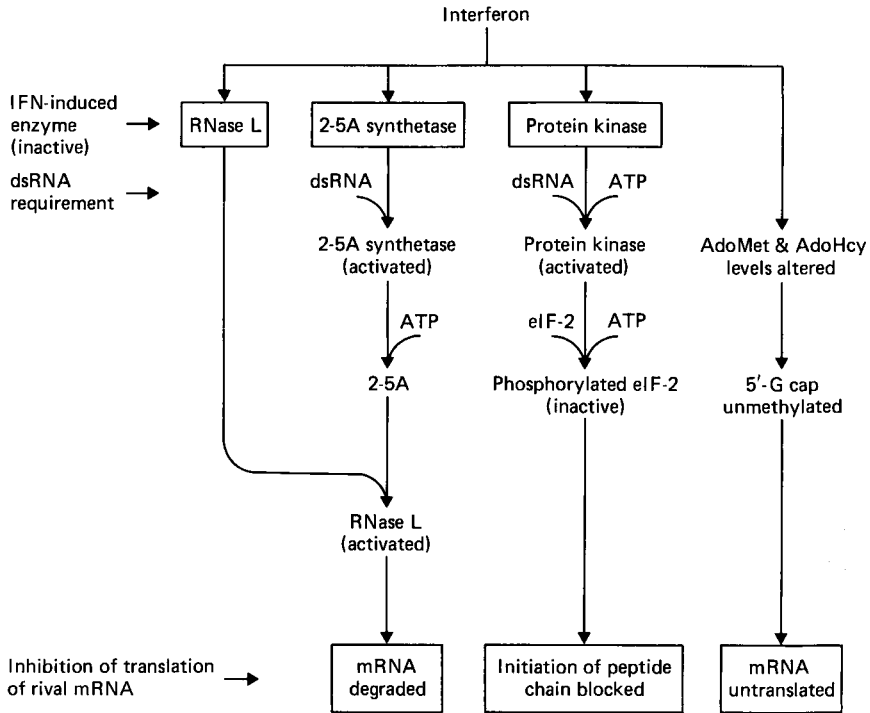 Interferon
IFN-induced
enzyme
(inactive)
RNase L
2-5A synthetase
Protein kinase
dsRNA
requirement
dsRNA
dsRNA
ATP
2-5A synthetase
(activated)
Protein kinase
(activated)
AdoMet & AdoHcy
levels altered
ATP
eIF-2
ATP
2-5A
Phosphorylated eIF-2
(inactive)
5′-G cap
unmethylated
RNase L
(activated)
Inhibition of translation
of rival mRNA
mRNA
degraded
Initiation of peptide
chain blocked
mRNA
untranslated